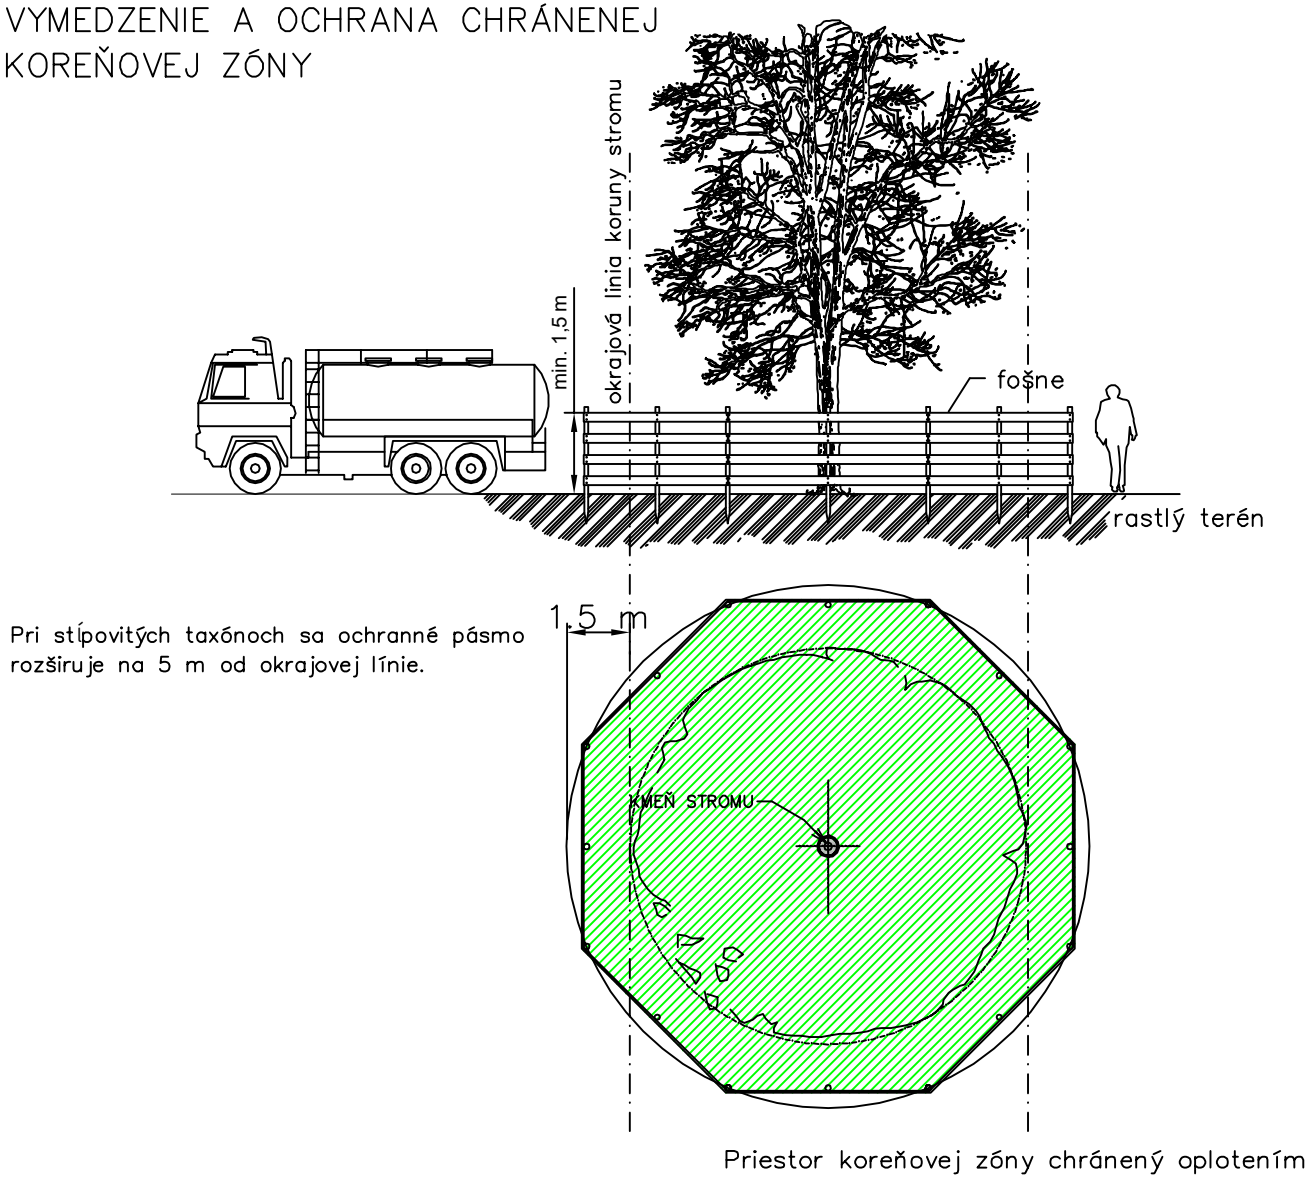 VYMEDZENIE A OCHRANA CHRÁNENEJ
KOREŇOVEJ ZÓNY
okrajová linia koruny stromu
min. 1,5 m
fošne
rastlý terén
1.5 m
Pri stĺpovitých taxónoch sa ochranné pásmo
rozširuje na 5 m od okrajovej línie.
KMEŇ STROMU
Priestor koreňovej zóny chránený oplotením